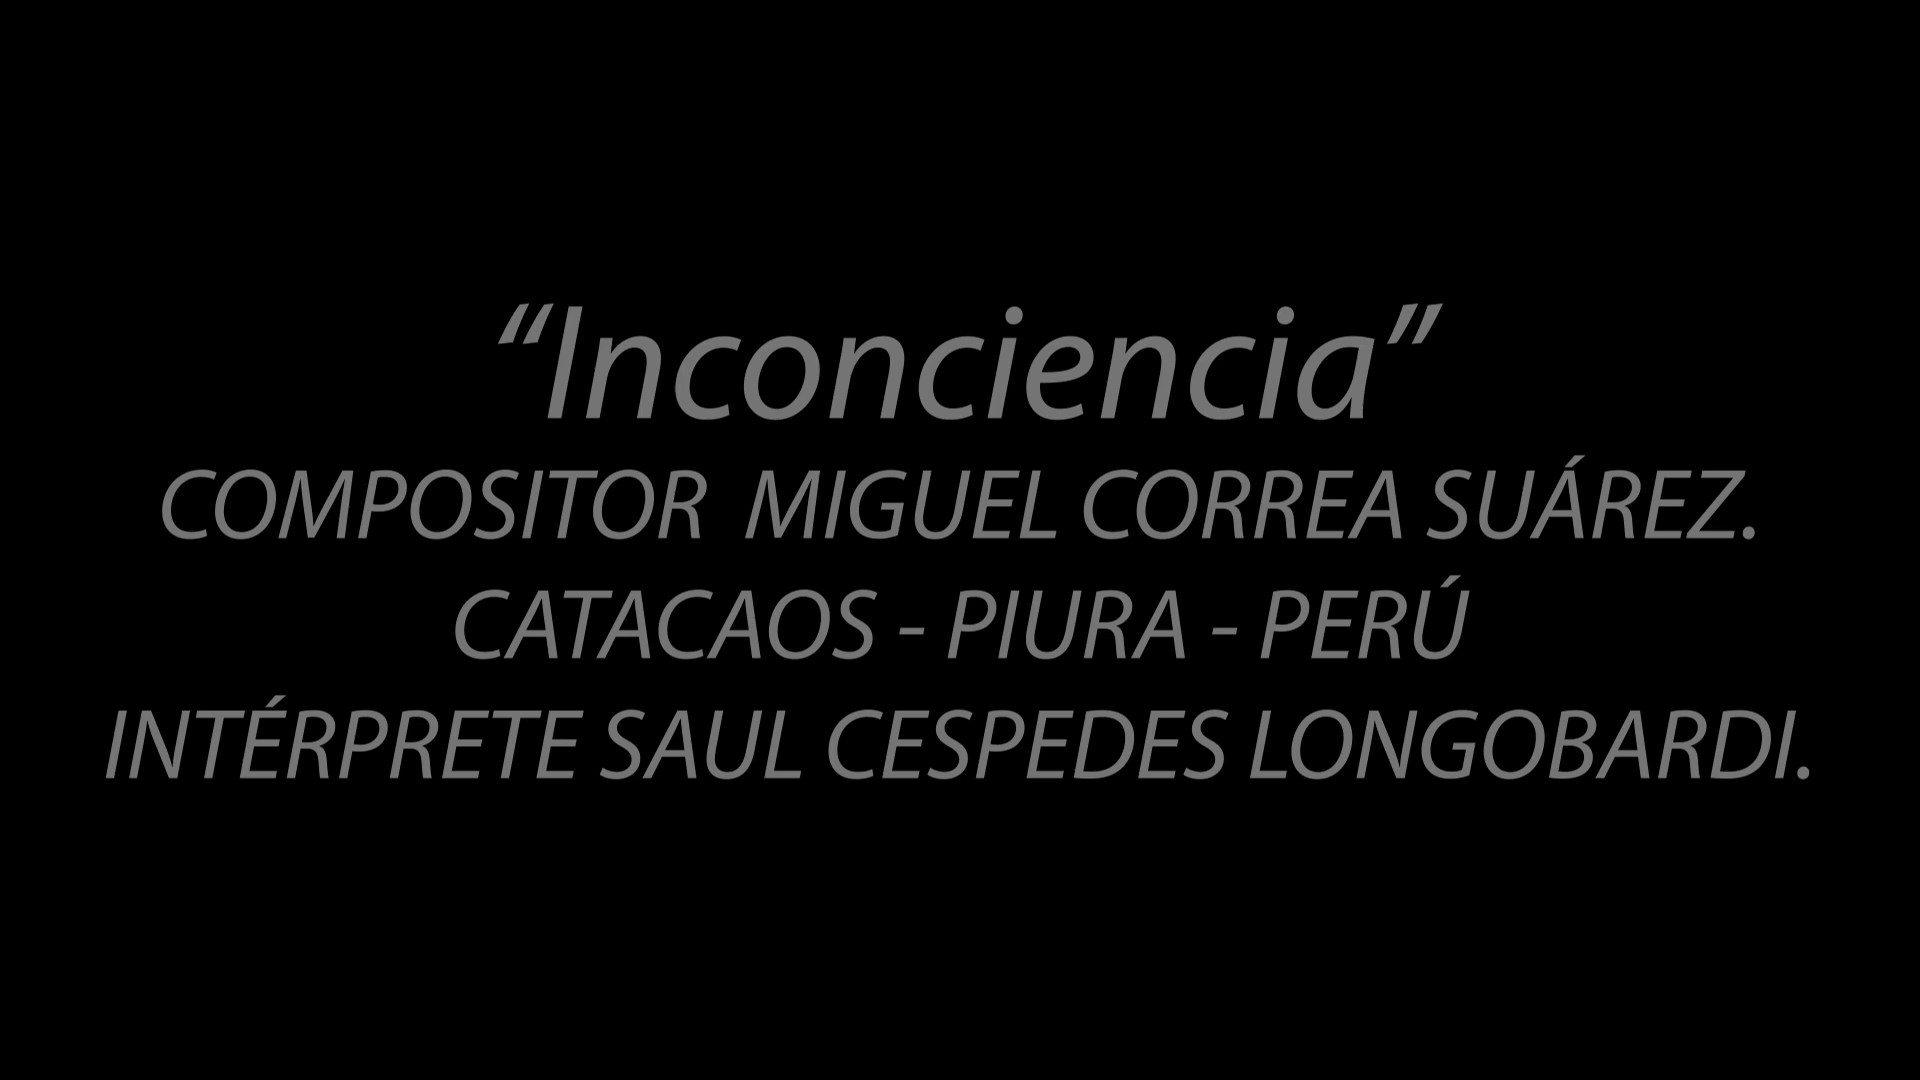 “Inconciencia”
COMPOSITOR  MIGUEL CORREA SUÁREZ.
CATACAOS - PIURA - PERÚ
INTÉRPRETE SAUL CESPEDES LONGOBARDI.